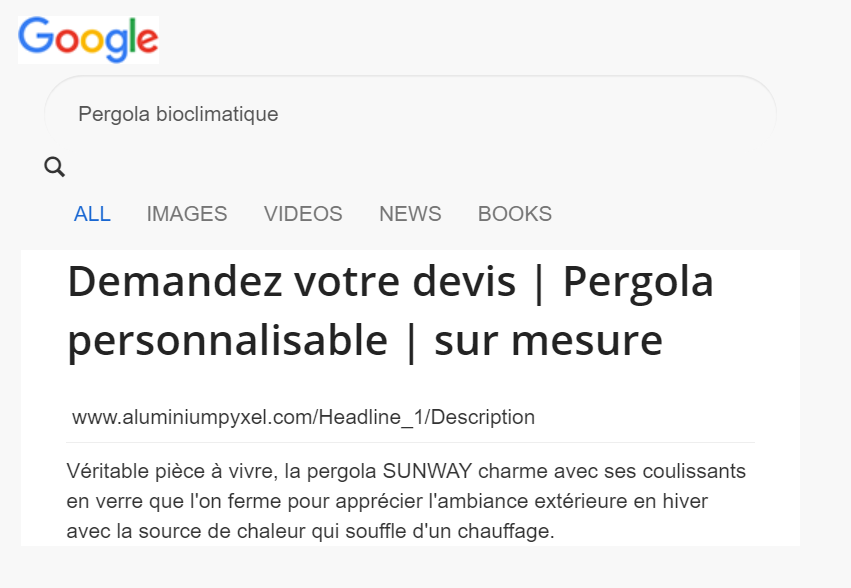 Google
Pergola bioclimatique
ALL IMAGES VIDEOS NEWS BOOKS
Demandez votre devis | Pergola
personnalisable | sur mesure
www.aluminiumpyxel.com/Headline_1/Description
Véritable pièce à vivre, la pergola SUNWAY charme avec ses coulissants
en verre que l'on ferme pour apprécier l'ambiance extérieure en hiver
avec la source de chaleur qui souffle d'un chauffage.